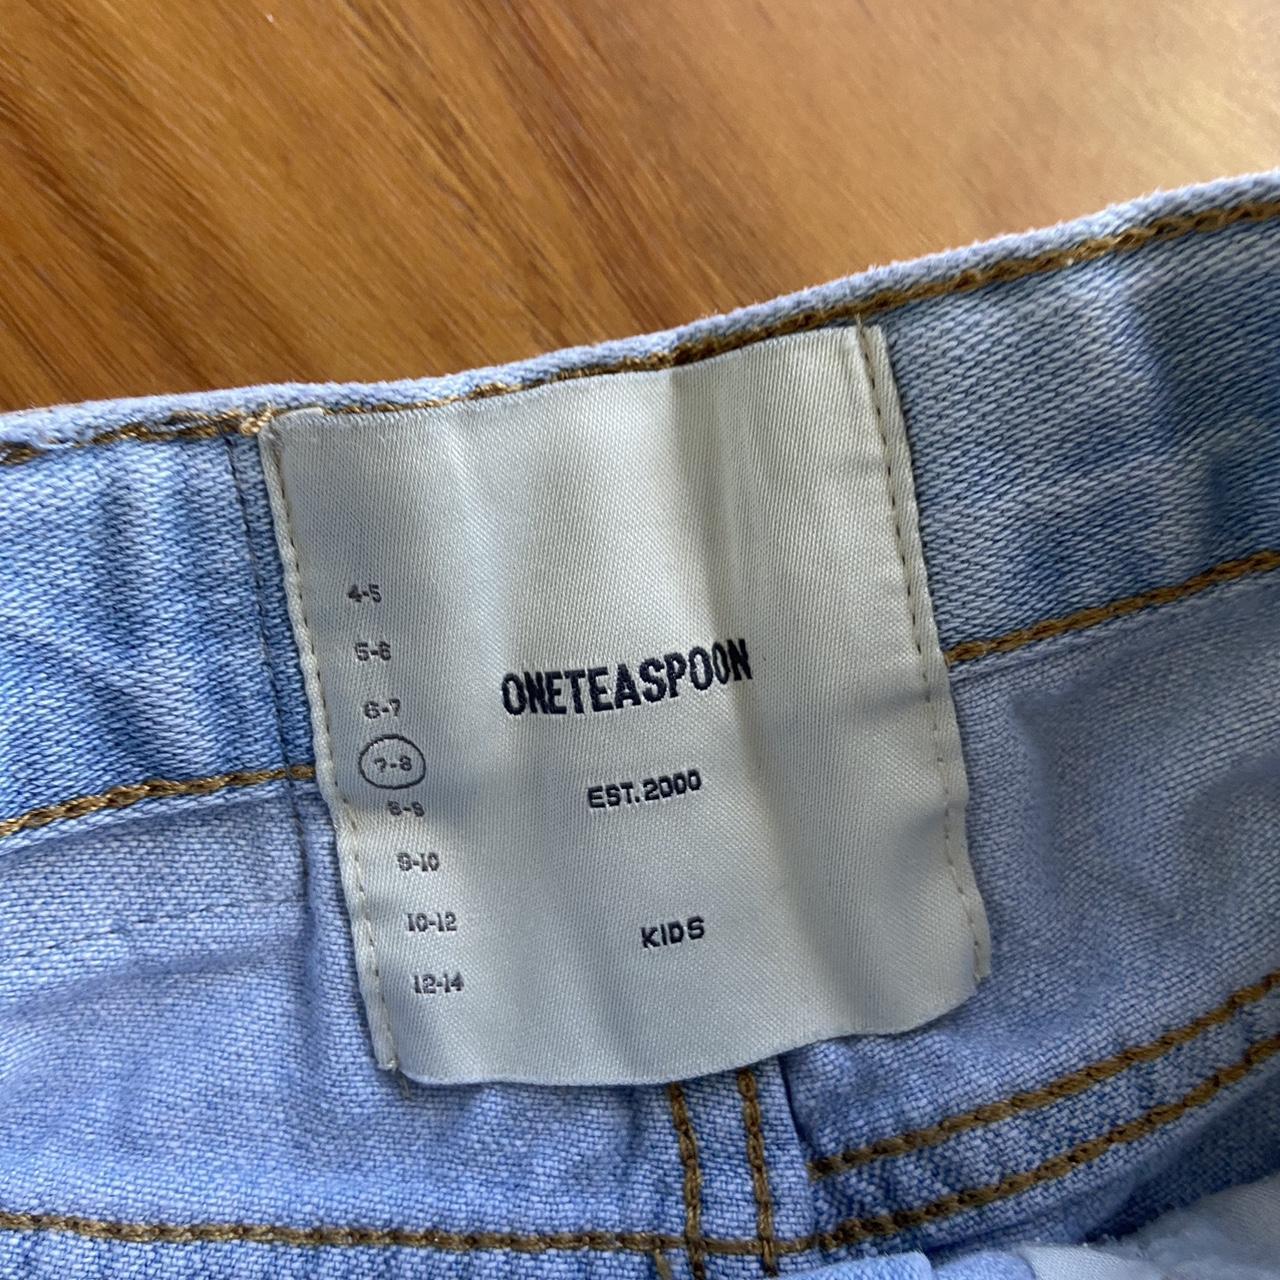 4-5
5-6
6-7
7-8
8-9
9-10
10-12
12-14
ONETEASPOON
EST.2000
KIDS